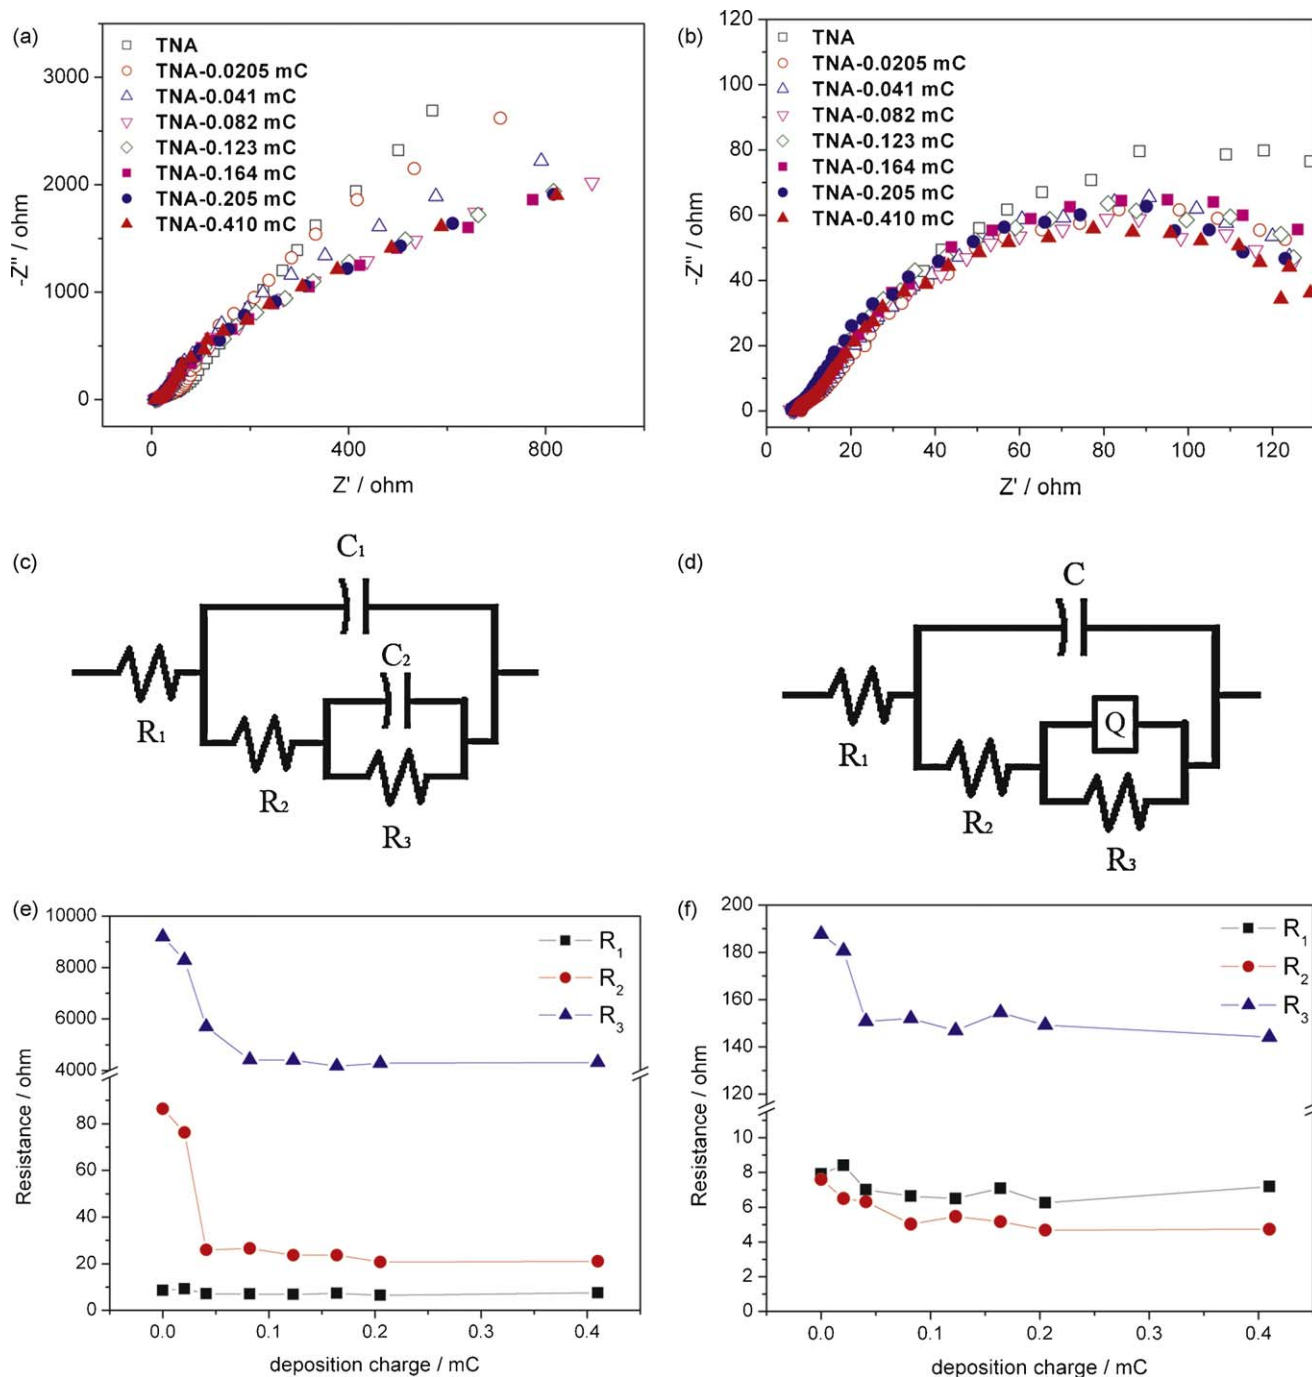 (a)
TNA
TNA-0.0205 mC
TNA-0.041 mC
TNA-0.082 mC
TNA-0.123 mC
TNA-0.164 mC
TNA-0.205 mC
TNA-0.410 mC
3000
2000
1000
0
-Z" / ohm
0
400
800
Z' / ohm
(b)
TNA
TNA-0.0205 mC
TNA-0.041 mC
TNA-0.082 mC
TNA-0.123 mC
TNA-0.164 mC
TNA-0.205 mC
TNA-0.410 mC
120
100
80
60
40
20
0
-Z" / ohm
0
20
40
60
80
100
120
Z' / ohm
(c)
C₁
C₂
R₁
R₂
R₃
(d)
C
Q
R₁
R₂
R₃
(e)
10000
8000
6000
4000
80
60
40
20
0
Resistance / ohm
R₁
R₂
R₃
0.0
0.1
0.2
0.3
0.4
deposition charge / mC
(f)
200
180
160
140
120
10
8
6
4
2
0
Resistance / ohm
R₁
R₂
R₃
0.0
0.1
0.2
0.3
0.4
deposition charge / mC